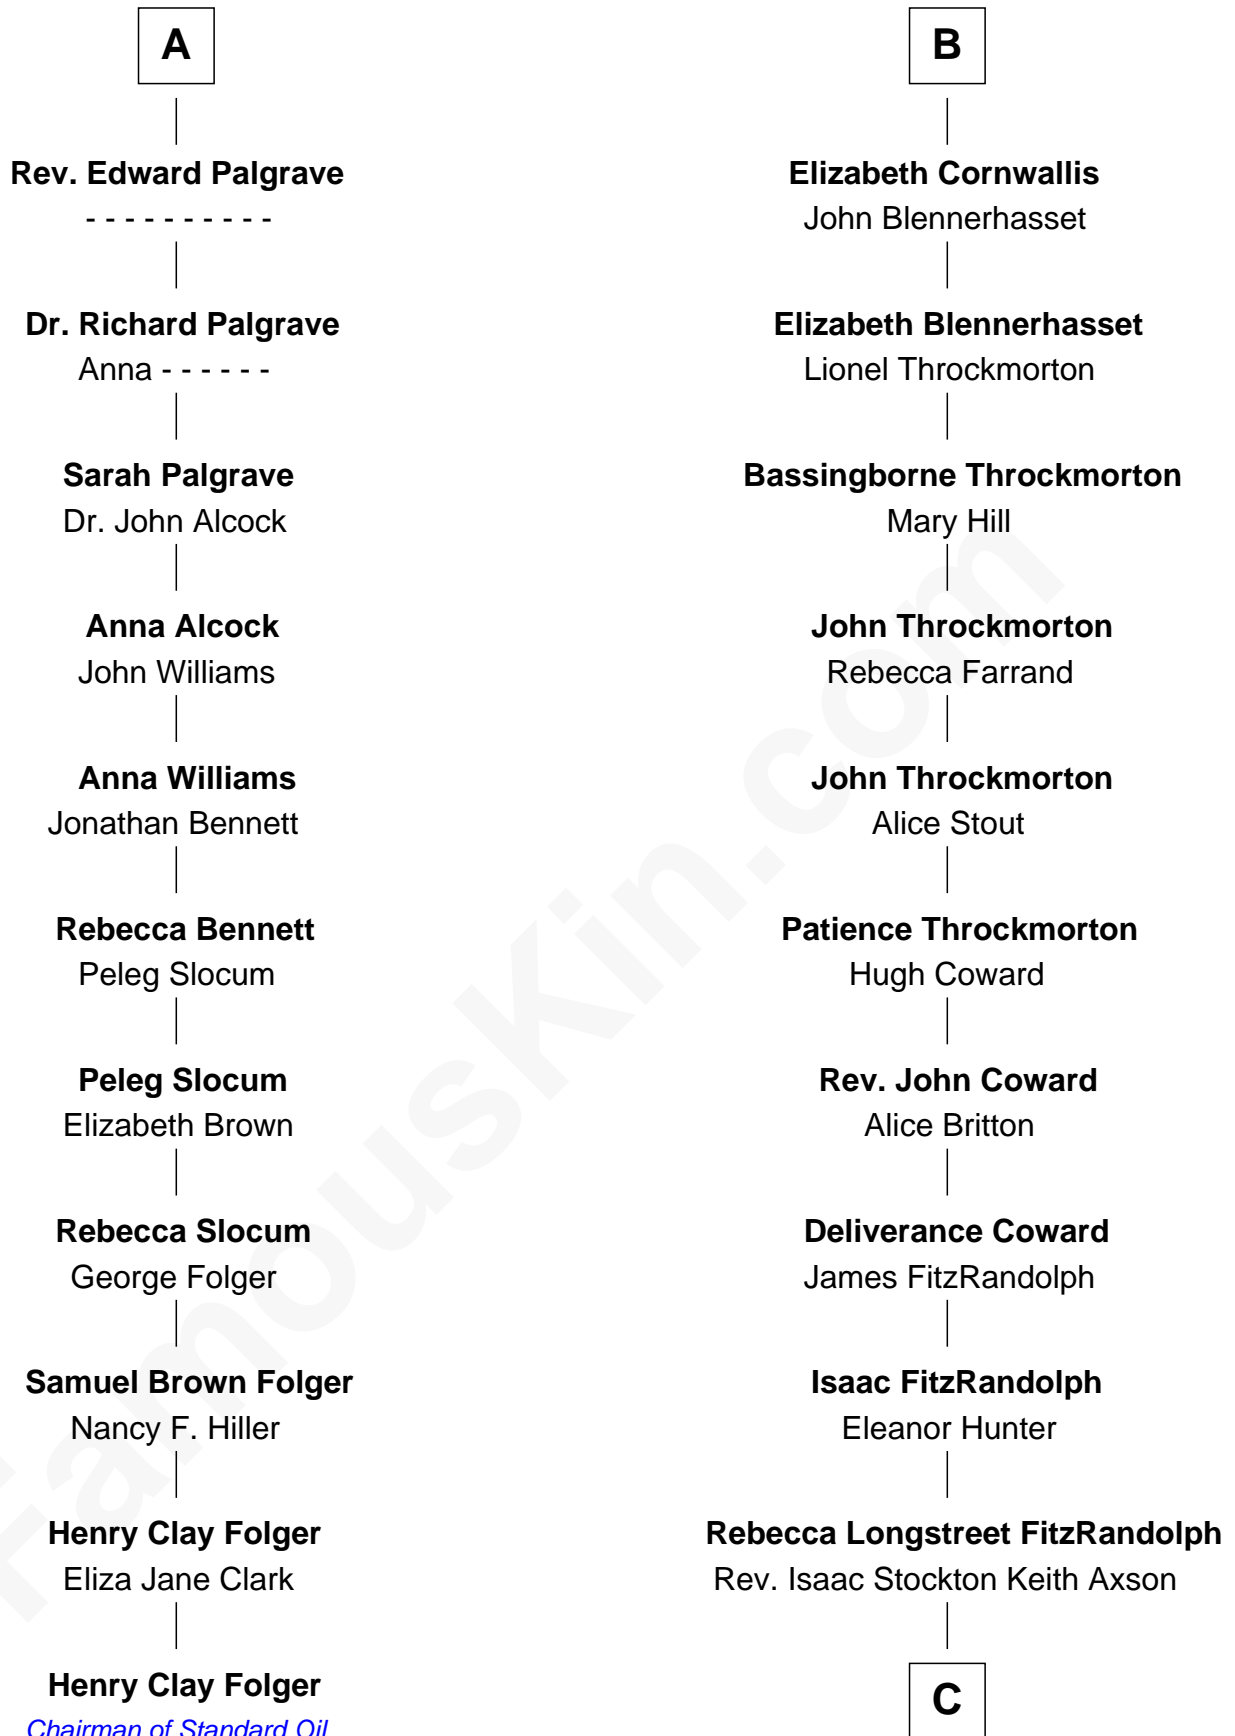 A
Rev. Edward Palgrave
- - - - - - - - - -
Dr. Richard Palgrave
Anna - - - - - -
Sarah Palgrave
Dr. John Alcock
Anna Alcock
John Williams
Anna Williams
Jonathan Bennett
Rebecca Bennett
Peleg Slocum
Peleg Slocum
Elizabeth Brown
Rebecca Slocum
George Folger
Samuel Brown Folger
Nancy F. Hiller
Henry Clay Folger
Eliza Jane Clark
Henry Clay Folger
Chairman of Standard Oil
B
Elizabeth Cornwallis
John Blennerhasset
Elizabeth Blennerhasset
Lionel Throckmorton
Bassingborne Throckmorton
Mary Hill
John Throckmorton
Rebecca Farrand
John Throckmorton
Alice Stout
Patience Throckmorton
Hugh Coward
Rev. John Coward
Alice Britton
Deliverance Coward
James FitzRandolph
Isaac FitzRandolph
Eleanor Hunter
Rebecca Longstreet FitzRandolph
Rev. Isaac Stockton Keith Axson
C
FamousKin.com